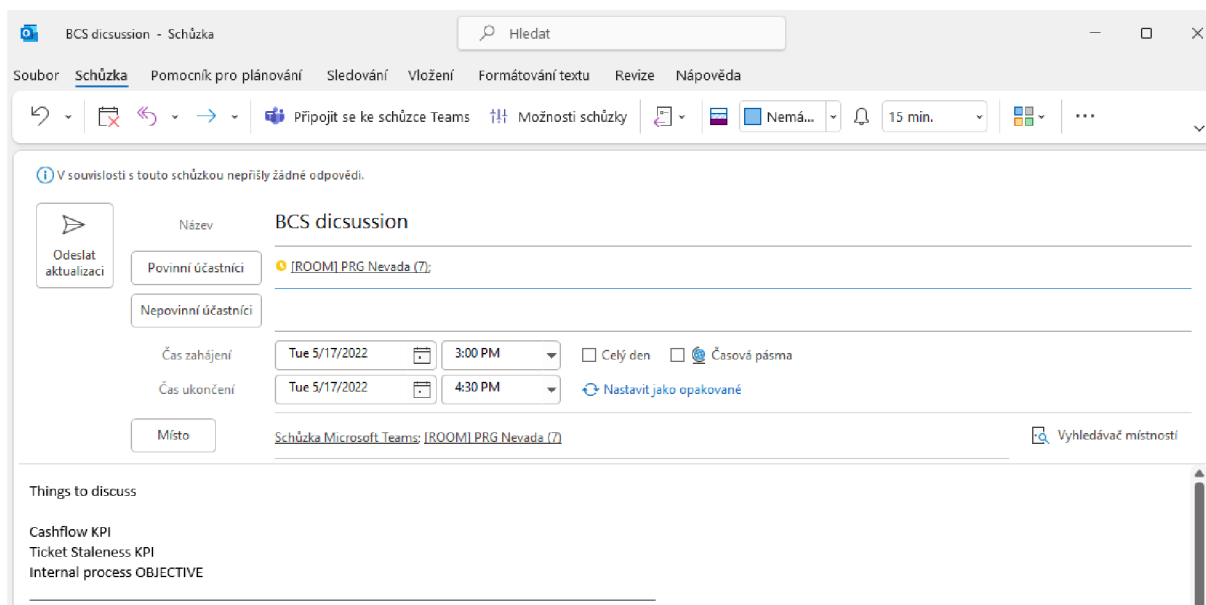 BCS dicsussion - Schůzka
Hledat
Soubor Schůzka Pomocník pro plánování Sledování Vložení Formátování textu Revize Nápověda
Připojit se ke schůzce Teams Možnosti schůzky Nemá... 15 min. ...
V souvislosti s touto schůzkou nepřišly žádné odpovědi.
Odeslat
aktualizaci
Název BCS dicsussion
Povinní účastníci [ROOM] PRG Nevada (7);
Nepovinní účastníci
Čas zahájení Tue 5/17/2022 3:00 PM Celý den Časová pásma
Čas ukončení Tue 5/17/2022 4:30 PM Nastavit jako opakované
Místo Schůzka Microsoft Teams; [ROOM] PRG Nevada (7) Vyhledávač místností
Things to discuss
Cashflow KPI
Ticket Staleness KPI
Internal process OBJECTIVE